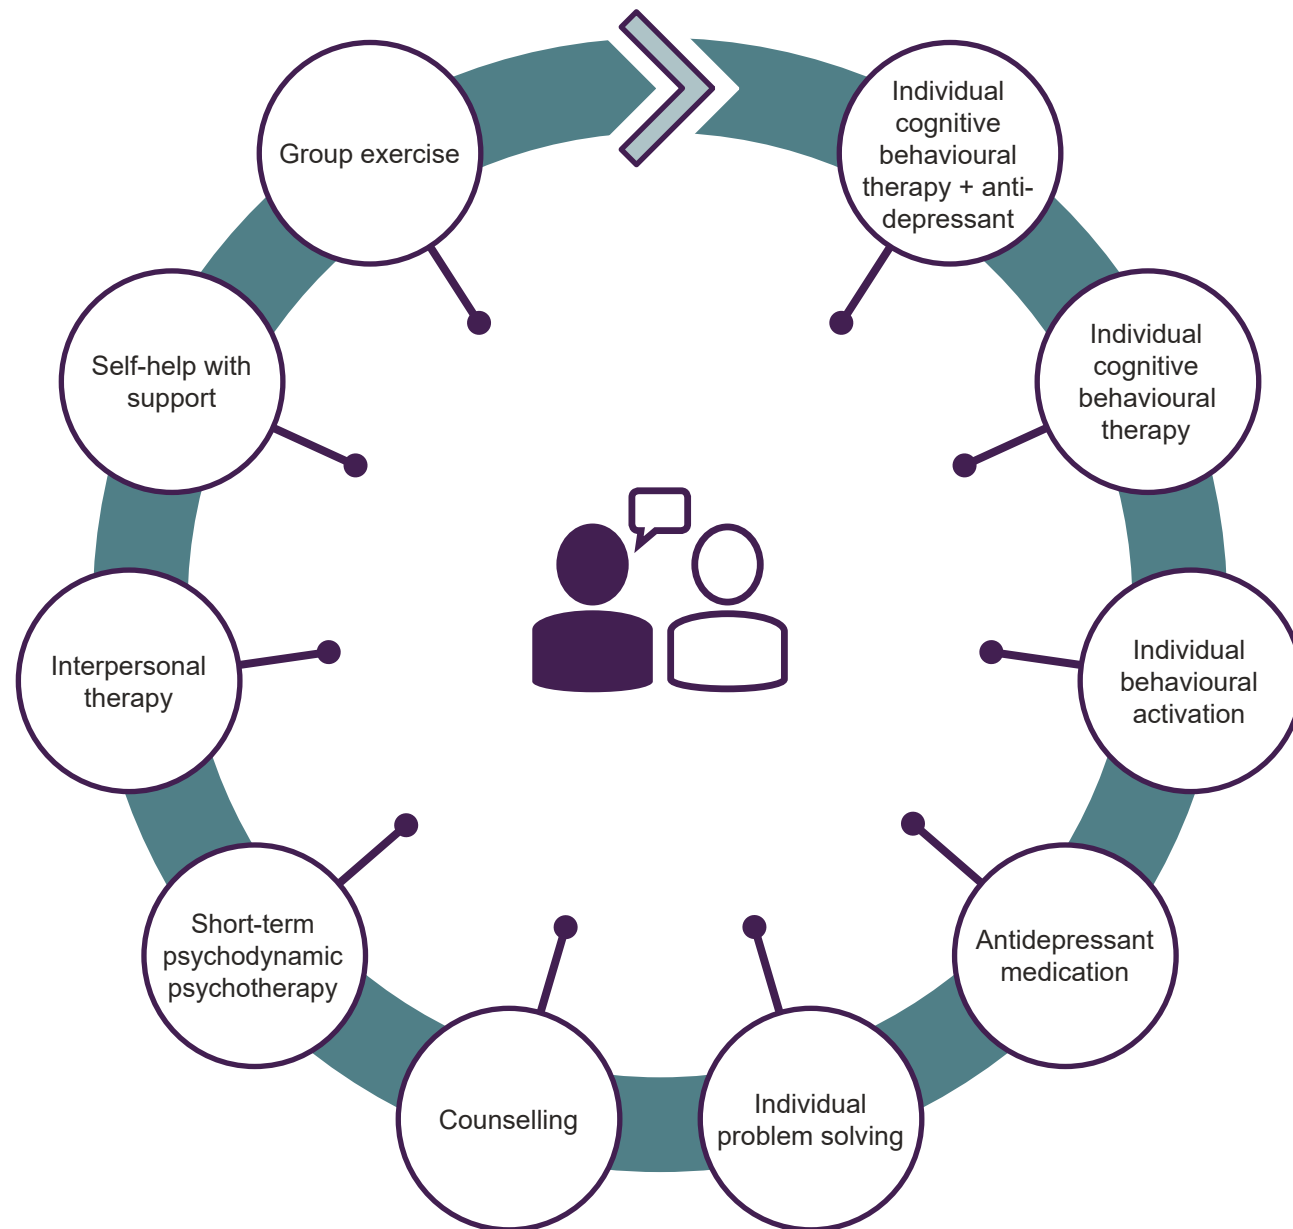 Individual
cognitive
behavioural
therapy + anti-
depressant
Individual
cognitive
behavioural
therapy
Individual
behavioural
activation
Antidepressant
medication
Individual
problem solving
Counselling
Short-term
psychodynamic
psychotherapy
Interpersonal
therapy
Self-help with
support
Group exercise